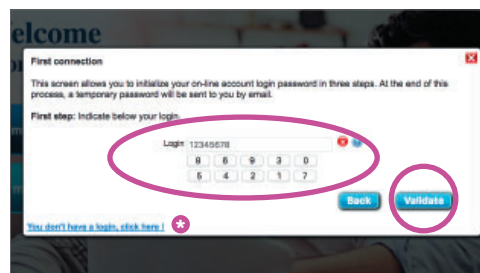 elcome
First connection
This screen allows you to initialize your on-line account login password in three steps. At the end of this
process, a temporary password will be sent to you by email.
First step: Indicate below your login.
Login 12345678
8 6 9 3 0
5 4 2 1 7
Back Validate
You don't have a login, click here ! *